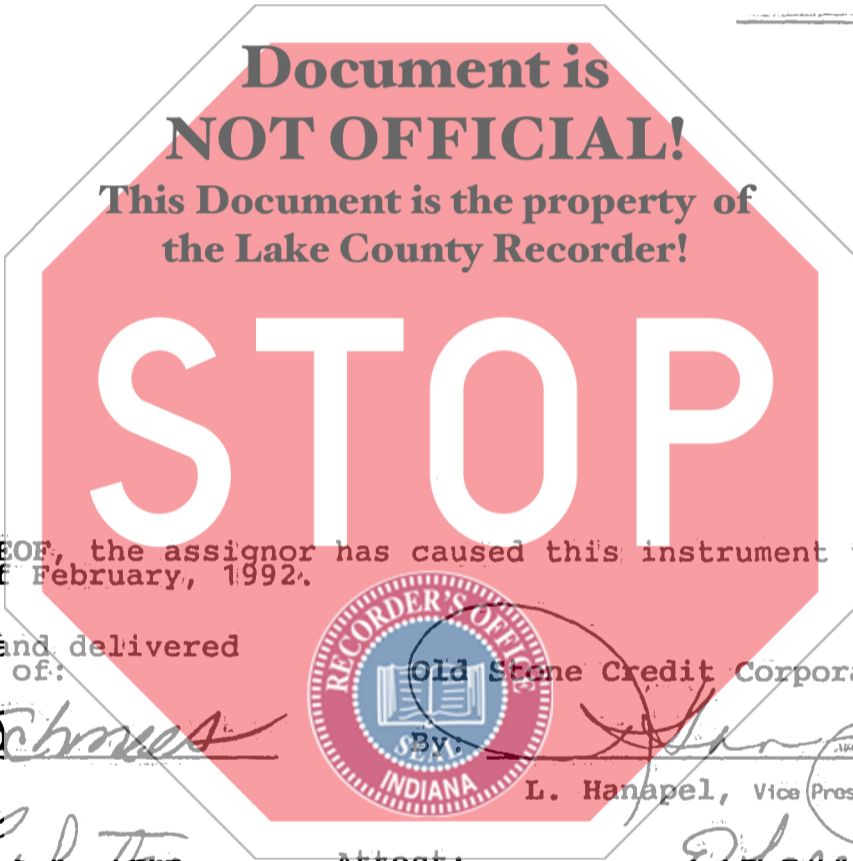 Document is
NOT OFFICIAL!
This Document is the property of
the Lake County Recorder!
STOP
EOF, the assignor has caused this instrument
February, 1992.
and delivered
of:
Old Stone Credit Corpora
By:
L. Hanapel, Vice Pres
RECORDER'S OFFICE
SEAL
INDIANA
Attest: